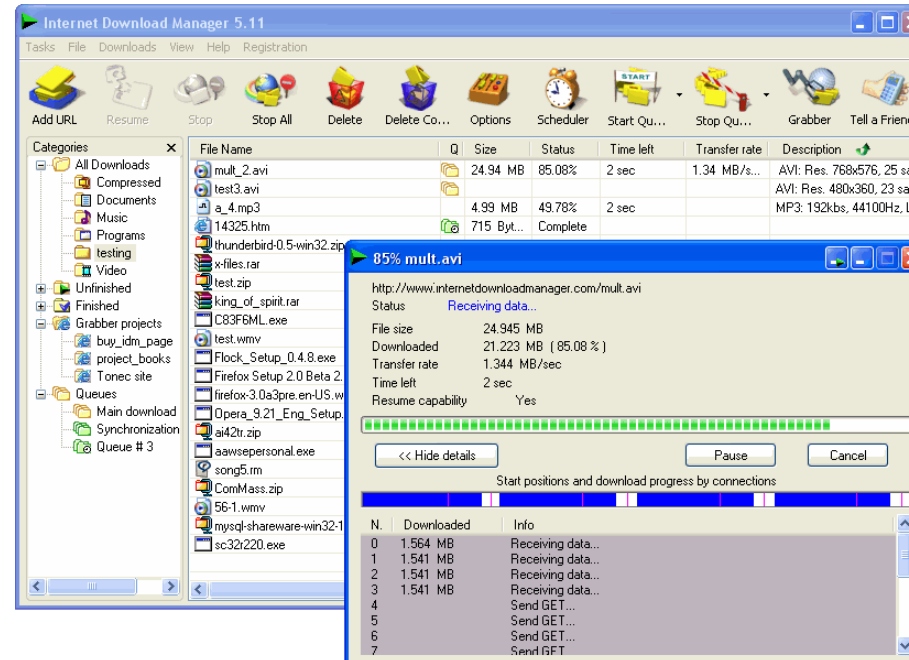 Internet Download Manager 5.11
Tasks File Downloads View Help Registration
Add URL Resume Stop Stop All Delete Delete Co... Options Scheduler Start Qu... Stop Qu... Grabber Tell a Frien
START
Categories
All Downloads
Compressed
Documents
Music
Programs
testing
Video
Unfinished
Finished
Grabber projects
buy_idm_page
project_books
Tonec site
Queues
Main download
Synchronization
Queue # 3
File Name Q Size Status Time left Transfer rate Description
mult_2.avi 24.94 MB 85.08% 2 sec 1.34 MB/s... AVI: Res. 768x576, 25 sa
test3.avi AVI: Res. 480x360, 23 sa
a_4.mp3 4.99 MB 49.78% 2 sec MP3: 192kbs, 44100Hz, L
14325.htm 715 Byt... Complete
thunderbird-0.5-win32.zip
x-files.rar
test.zip
king_of_spirit.rar
C83F6ML.exe
test.wmv
Flock_Setup_0.4.8.exe
Firefox Setup 2.0 Beta 2.
firefox-3.0a3pre.en-US.w
Opera_9.21_Eng_Setup.
ai42tr.zip
aawsepersonal.exe
song5.rm
ComMass.zip
56-1.wmv
mysql-shareware-win32-1
sc32r220.exe
85% mult.avi
http://www.internetdownloadmanager.com/mult.avi
Status Receiving data...
File size 24.945 MB
Downloaded 21.223 MB ( 85.08 % )
Transfer rate 1.344 MB/sec
Time left 2 sec
Resume capability Yes
<< Hide details Pause Cancel
Start positions and download progress by connections
N. Downloaded Info
0 1.564 MB Receiving data...
1 1.541 MB Receiving data...
2 1.541 MB Receiving data...
3 1.541 MB Receiving data...
4 Send GET...
5 Send GET...
6 Send GET...
7 Send GET